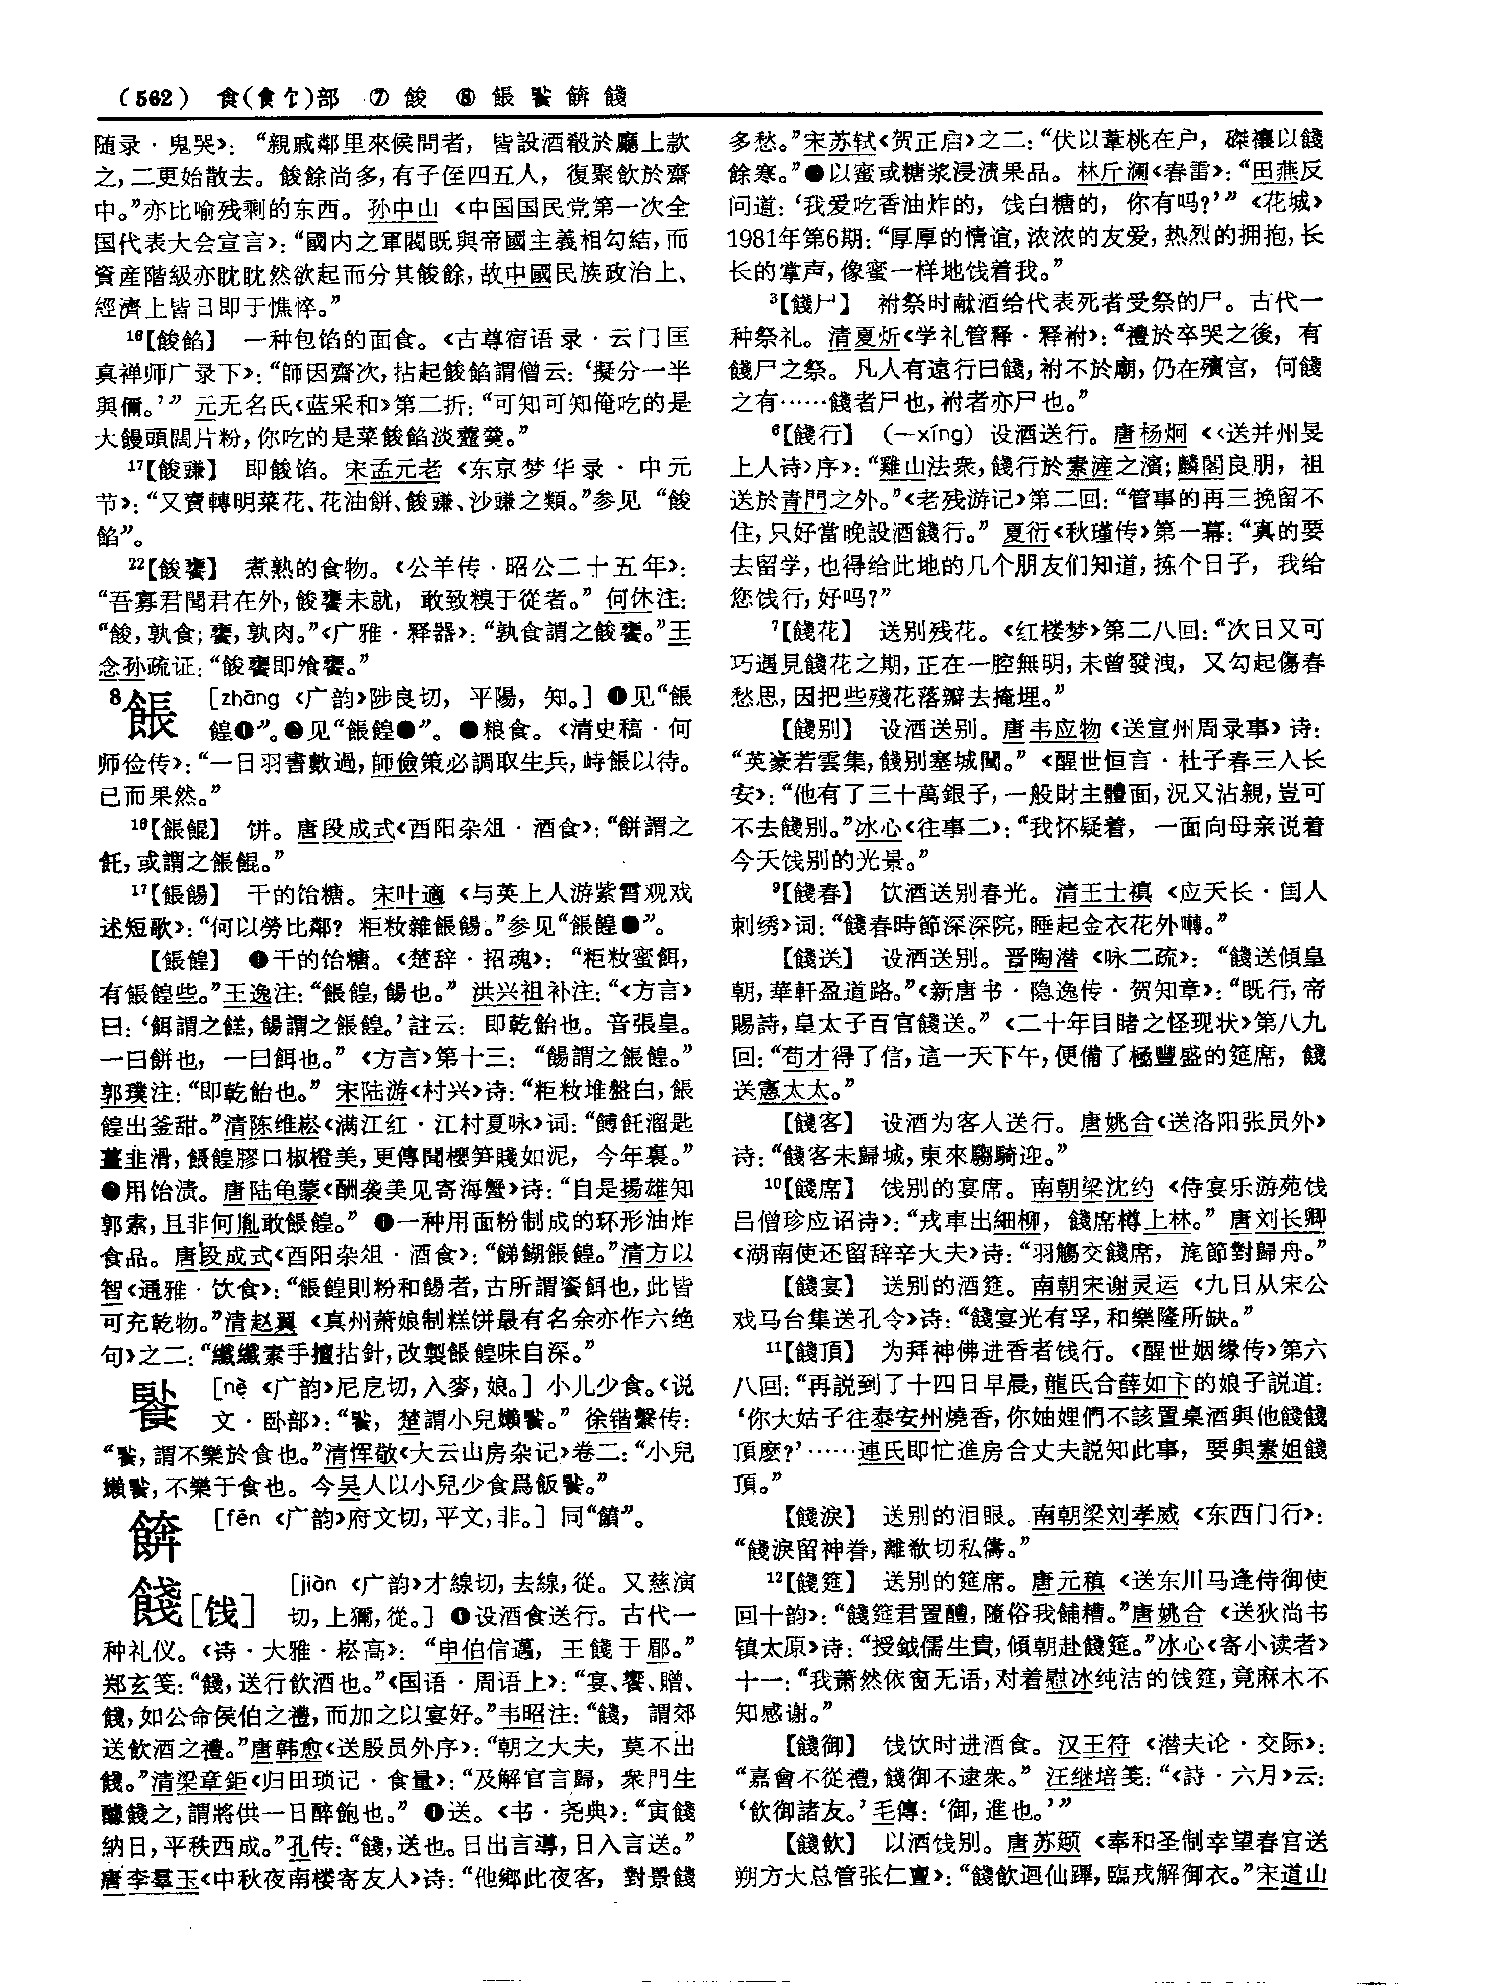 (562) 食(飠饣)部 ⑦ 餕 ⑧ 餦 䬹 餴 餞
随录·鬼哭》：“親戚鄰里來侯問者，皆設酒殽於廳上款
之，二更始散去。餕餘尚多，有子侄四五人，復聚飲於齋
中。”亦比喻残剩的东西。孙中山《中国国民党第一次全
国代表大会宣言》：“國内之軍閥既與帝國主義相勾結，而
資産階級亦眈眈然欲起而分其餕餘，故中國民族政治上、
經濟上皆日即于憔悴。”
16【餕餡】 一种包馅的面食。《古尊宿语录·云门匡
真禅师广录下》：“師因齋次，拈起餕餡謂僧云：‘擬分一半
與儞。’” 元无名氏《蓝采和》第二折：“可知可知俺吃的是
大饅頭闊片粉，你吃的是菜餕餡淡虀羹。”
17【餕豏】 即餕馅。宋孟元老《东京梦华录·中元
节》：“又賣轉明菜花、花油餅、餕豏、沙豏之類。”参见“餕
餡”。
22【餕饔】 煮熟的食物。《公羊传·昭公二十五年》：
“吾寡君聞君在外，餕饔未就，敢致糗于從者。” 何休注：
“餕，孰食；饔，孰肉。”《广雅·释器》：“孰食謂之餕饔。”王
念孙疏证：“餕饔即飧饔。”
8餦 [zhāng 《广韵》陟良切，平陽，知。] ❶见“餦
餭❶”。❷见“餦餭❸”。❸粮食。《清史稿·何
师俭传》：“一日羽書數過，師儉策必調取生兵，峙餦以待。
已而果然。”
16【餦餛】 饼。唐段成式《酉阳杂俎·酒食》：“餅謂之
飥，或謂之餦餛。”
17【餦餳】 干的饴糖。宋叶適《与英上人游紫霄观戏
述短歌》：“何以勞比鄰？粔籹雜餦餳。”参见“餦餭❶”。
【餦餭】 ❶干的饴糖。《楚辞·招魂》：“粔籹蜜餌，
有餦餭些。”王逸注：“餦餭，餳也。” 洪兴祖补注：“《方言》
曰：‘餌謂之餻，餳謂之餦餭。’註云：即乾飴也。音張皇。
一曰餅也，一曰餌也。”《方言》第十三：“餳謂之餦餭。”
郭璞注：“即乾飴也。” 宋陆游《村兴》诗：“粔籹堆盤白，餦
餭出釜甜。”清陈维崧《满江红·江村夏咏》词：“餺飥溜匙
薑韭滑，餦餭膠口椒橙美，更傳聞櫻笋賤如泥，今年裏。”
❷用饴渍。唐陆龟蒙《酬袭美见寄海蟹》诗：“自是揚雄知
郭索，且非何胤敢餦餭。” ❸一种用面粉制成的环形油炸
食品。唐段成式《酉阳杂俎·酒食》：“餳餬餦餭。”清方以
智《通雅·饮食》：“餦餭則粉和餳者，古所謂餈餌也，此皆
可充乾物。”清赵翼《真州萧娘制糕饼最有名余亦作六绝
句》之二：“纖纖素手擅拈針，改製餦餭味自深。”
䬹 [nè 《广韵》尼戹切，入麥，娘。] 小儿少食。《说
文·卧部》：“䬹，楚謂小兒嬾䬹。” 徐锴繫传：
“䬹，謂不樂於食也。”清恽敬《大云山房杂记》卷二：“小兒
嬾䬹，不樂于食也。今吴人以小兒少食爲飯䬹。”
餴 [fēn 《广韵》府文切，平文，非。] 同“饙”。
餞[饯] [jiàn 《广韵》才線切，去線，從。又慈演
切，上獮，從。] ❶设酒食送行。古代一
种礼仪。《诗·大雅·崧高》：“申伯信邁，王餞于郿。”
郑玄笺：“餞，送行飲酒也。”《国语·周语上》：“宴、饗、贈、
餞，如公命侯伯之禮，而加之以宴好。”韦昭注：“餞，謂郊
送飲酒之禮。”唐韩愈《送殷员外序》：“朝之大夫，莫不出
餞。”清梁章鉅《归田琐记·食量》：“及解官言歸，衆門生
醵餞之，謂將供一日醉飽也。” ❷送。《书·尧典》：“寅餞
納日，平秩西成。”孔传：“餞，送也。日出言導，日入言送。”
唐李羣玉《中秋夜南楼寄友人》诗：“他鄉此夜客，對景餞
多愁。”宋苏轼《贺正启》之二：“伏以葦桃在户，磔禳以餞
餘寒。”❸以蜜或糖浆浸渍果品。林斤澜《春雷》：“田燕反
问道：‘我爱吃香油炸的，饯白糖的，你有吗？’”《花城》
1981年第6期：“厚厚的情谊，浓浓的友爱，热烈的拥抱，长
长的掌声，像蜜一样地饯着我。”
3【餞尸】 祔祭时献酒给代表死者受祭的尸。古代一
种祭礼。清夏炘《学礼管释·释祔》：“禮於卒哭之後，有
餞尸之祭。凡人有遠行曰餞，祔不於廟，仍在殯宫，何餞
之有……餞者尸也，祔者亦尸也。”
6【餞行】 (一xíng) 设酒送行。唐杨炯《〈送并州旻
上人诗〉序》：“雞山法衆，餞行於素滻之濱；麟閣良朋，祖
送於青門之外。”《老残游记》第二回：“管事的再三挽留不
住，只好當晚設酒餞行。” 夏衍《秋瑾传》第一幕：“真的要
去留学，也得给此地的几个朋友们知道，拣个日子，我给
您饯行，好吗？”
7【餞花】 送别残花。《红楼梦》第二八回：“次日又可
巧遇見餞花之期，正在一腔無明，未曾發洩，又勾起傷春
愁思，因把些殘花落瓣去掩埋。”
【餞别】 设酒送别。唐韦应物《送宣州周录事》诗：
“英豪若雲集，餞别塞城闉。”《醒世恒言·杜子春三入长
安》：“他有了三十萬銀子，一般財主體面，況又沾親，豈可
不去餞别。”冰心《往事二》：“我怀疑着，一面向母亲说着
今天饯别的光景。”
9【餞春】 饮酒送别春光。清王士禛《应天长·闺人
刺绣》词：“餞春時節深深院，睡起金衣花外囀。”
【餞送】 设酒送别。晋陶潜《咏二疏》：“餞送傾皇
朝，華軒盈道路。”《新唐书·隐逸传·贺知章》：“既行，帝
賜詩，皇太子百官餞送。”《二十年目睹之怪现状》第八九
回：“苟才得了信，這一天下午，便備了極豐盛的筵席，餞
送憲太太。”
【餞客】 设酒为客人送行。唐姚合《送洛阳张员外》
诗：“餞客未歸城，東來騶騎迎。”
10【餞席】 饯别的宴席。南朝梁沈约《侍宴乐游苑饯
吕僧珍应诏诗》：“戎車出細柳，餞席樽上林。” 唐刘长卿
《湖南使还留辞辛大夫》诗：“羽觴交餞席，旄節對歸舟。”
【餞宴】 送别的酒筵。南朝宋谢灵运《九日从宋公
戏马台集送孔令》诗：“餞宴光有孚，和樂隆所缺。”
11【餞頂】 为拜神佛进香者饯行。《醒世姻缘传》第六
八回：“再説到了十四日早晨，龍氏合薛如卞的娘子説道：
‘你大姑子往泰安州燒香，你妯娌們不該置桌酒與他餞餞
頂麽？’……連氏即忙進房合丈夫説知此事，要與素姐餞
頂。”
【餞淚】 送别的泪眼。南朝梁刘孝威《东西门行》：
“餞淚留神眷，離歌切私儔。”
12【餞筵】 送别的筵席。唐元稹《送东川马逢侍御使
回十韵》：“餞筵君置醴，隨俗我餔糟。”唐姚合《送狄尚书
镇太原》诗：“授鉞儒生貴，傾朝赴餞筵。”冰心《寄小读者》
十一：“我萧然依窗无语，对着慰冰纯洁的饯筵，竟麻木不
知感谢。”
【餞御】 饯饮时进酒食。汉王符《潜夫论·交际》：
“嘉會不從禮，餞御不逮衆。” 汪继培笺：“《詩·六月》云：
‘飲御諸友。’毛傳：‘御，進也。’”
【餞飲】 以酒饯别。唐苏颋《奉和圣制幸望春宫送
朔方大总管张仁亶》：“餞飲迴仙蹕，臨戎解御衣。”宋道山